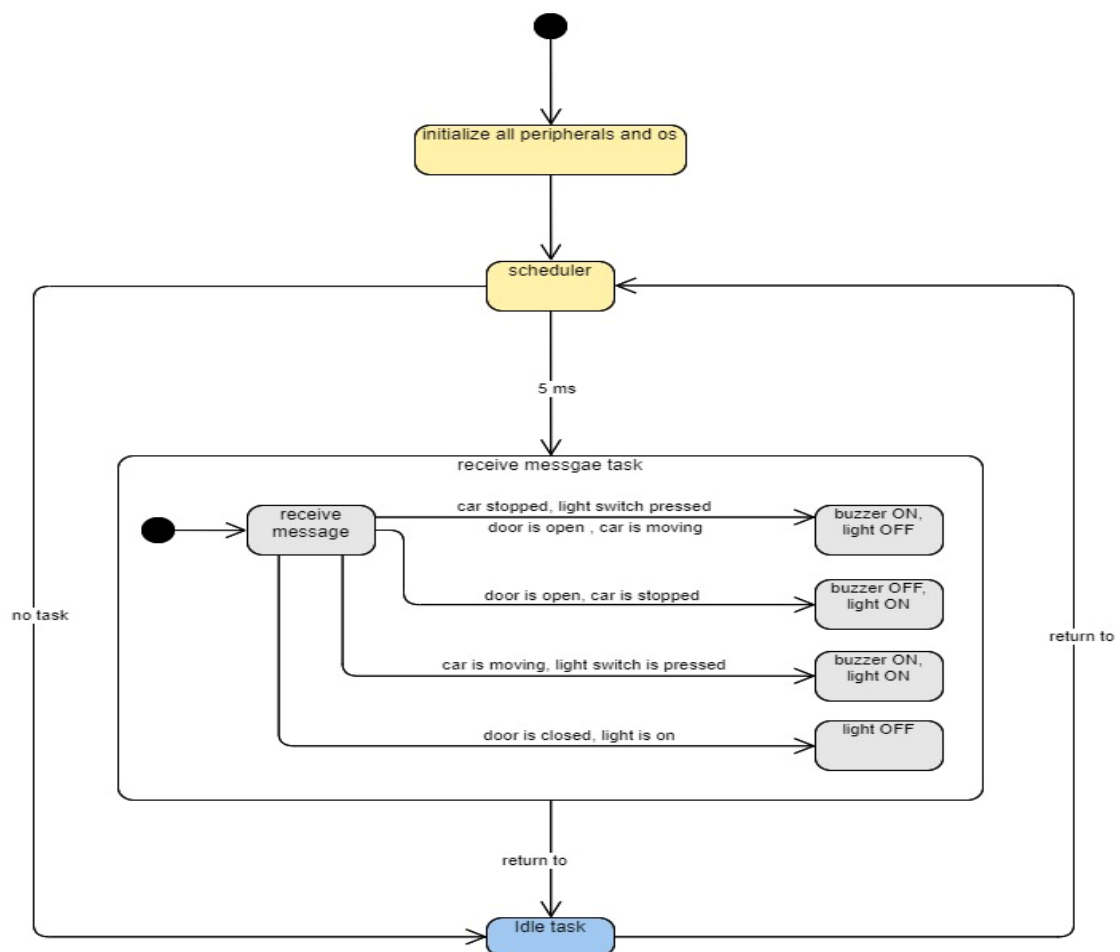 initialize all peripherals and os
scheduler
5 ms
receive messgae task
receive
message
car stopped, light switch pressed
door is open , car is moving
buzzer ON,
light OFF
door is open, car is stopped
buzzer OFF,
light ON
no task
return to
car is moving, light switch is pressed
buzzer ON,
light ON
door is closed, light is on
light OFF
return to
Idle task